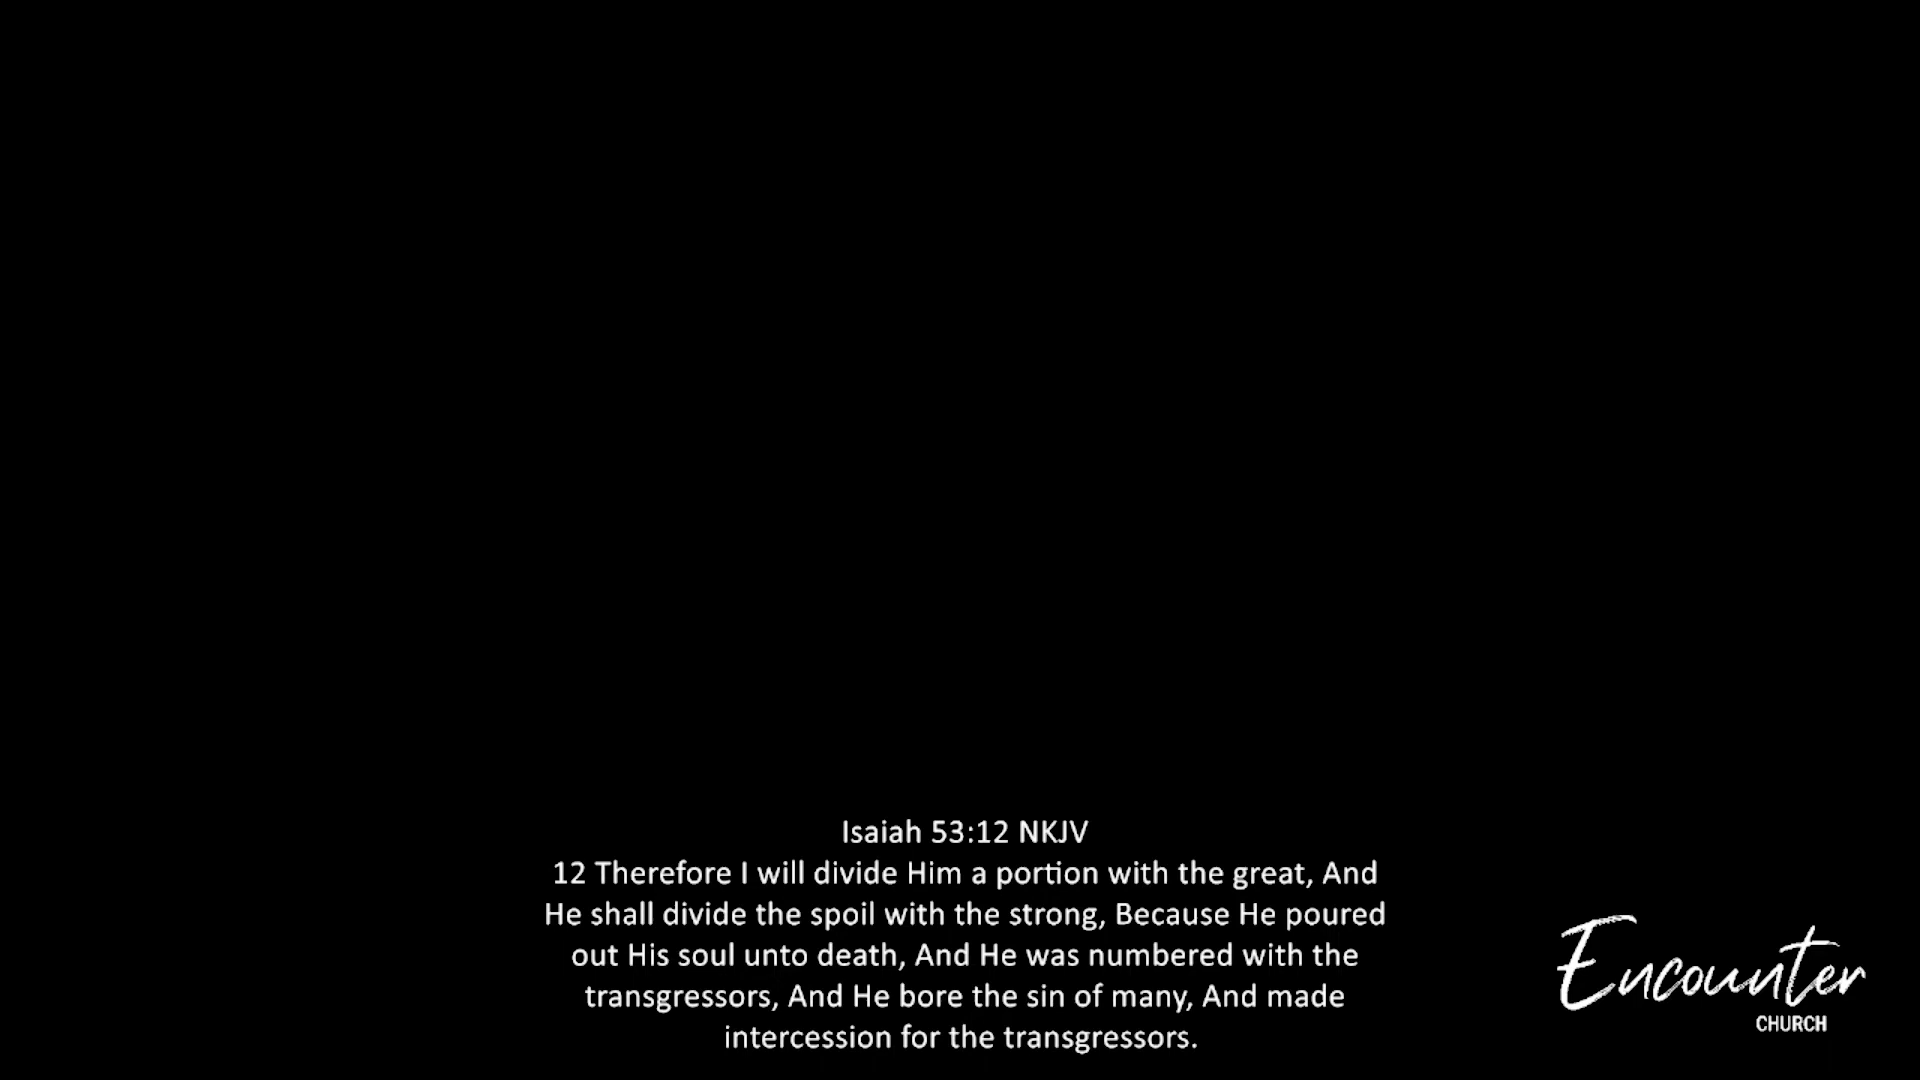 Isaiah 53:12 NKJV
12 Therefore I will divide Him a portion with the great, And
He shall divide the spoil with the strong, Because He poured
out His soul unto death, And He was numbered with the
transgressors, And He bore the sin of many, And made
intercession for the transgressors.
Encounter
CHURCH